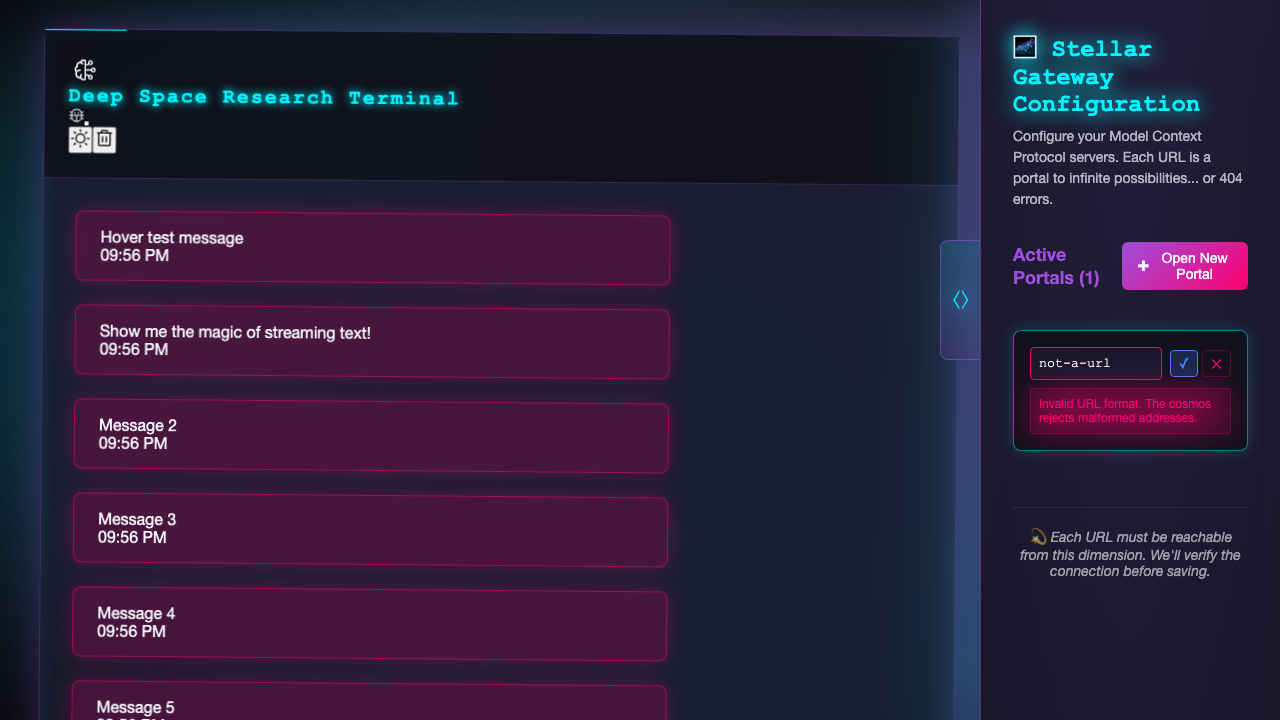 Deep Space Research Terminal
Hover test message
09:56 PM
Show me the magic of streaming text!
09:56 PM
Message 2
09:56 PM
Message 3
09:56 PM
Message 4
09:56 PM
Message 5
Stellar
Gateway
Configuration
Configure your Model Context
Protocol servers. Each URL is a
portal to infinite possibilities... or 404
errors.
Active
Portals (1)
Open New
Portal
not-a-url
Invalid URL format. The cosmos
rejects malformed addresses.
Each URL must be reachable
from this dimension. We'll verify the
connection before saving.